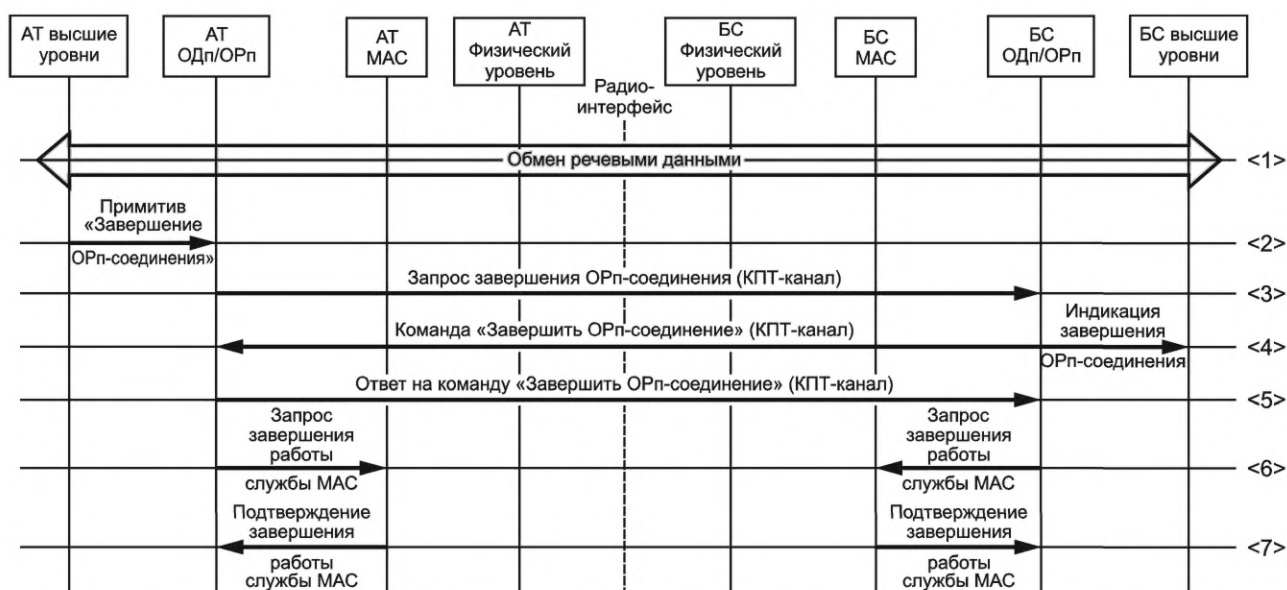 АТ высшие
уровни
АТ
ОДп/ОРп
АТ
МАС
АТ
Физический
уровень
БС
Физический
уровень
БС
МАС
БС
ОДп/ОРп
БС высшие
уровни
Радио-
интерфейс
Обмен речевыми данными
<1>
Примитив
«Завершение
ОРп-соединения»
<2>
Запрос завершения ОРп-соединения (КПТ-канал)
<3>
Команда «Завершить ОРп-соединение» (КПТ-канал)
Индикация
завершения
ОРп-соединения
<4>
Ответ на команду «Завершить ОРп-соединение» (КПТ-канал)
<5>
Запрос
завершения
работы
службы МАС
Запрос
завершения
работы
службы МАС
<6>
Подтверждение
завершения
работы
службы МАС
Подтверждение
завершения
работы
службы МАС
<7>